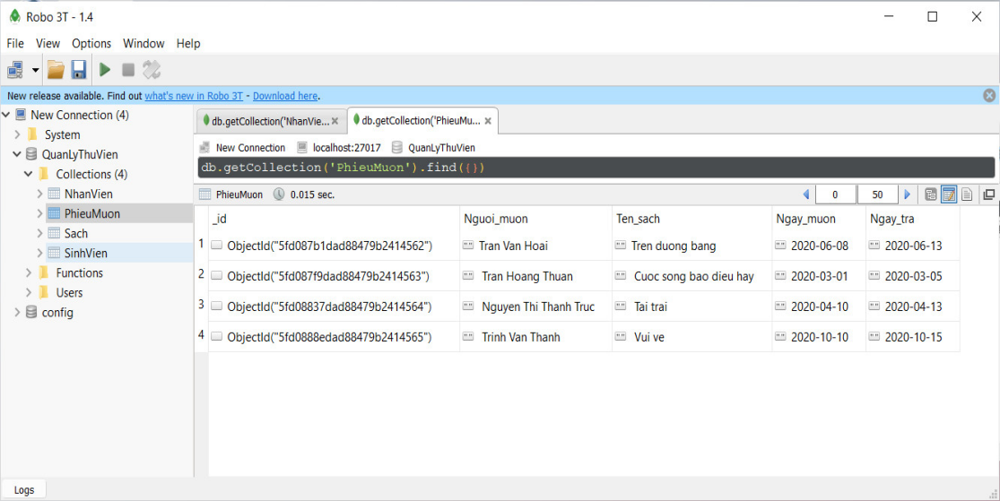 Robo 3T - 1.4
File View Options Window Help
New release available. Find out what's new in Robo 3T - Download here.
New Connection (4)
System
QuanLyThuVien
Collections (4)
NhanVien
PhieuMuon
Sach
SinhVien
Functions
Users
config
db.getCollection('NhanVie... db.getCollection('PhieuMu...
New Connection localhost:27017 QuanLyThuVien
db.getCollection('PhieuMuon').find({})
PhieuMuon 0.015 sec. 0 50
_id Nguoi_muon Ten_sach Ngay_muon Ngay_tra
1 ObjectId("5fd087b1dad88479b2414562") Tran Van Hoai Tren duong bang 2020-06-08 2020-06-13
2 ObjectId("5fd087f9dad88479b2414563") Tran Hoang Thuan Cuoc song bao dieu hay 2020-03-01 2020-03-05
3 ObjectId("5fd08837dad88479b2414564") Nguyen Thi Thanh Truc Tai trai 2020-04-10 2020-04-13
4 ObjectId("5fd0888edad88479b2414565") Trinh Van Thanh Vui ve 2020-10-10 2020-10-15
Logs